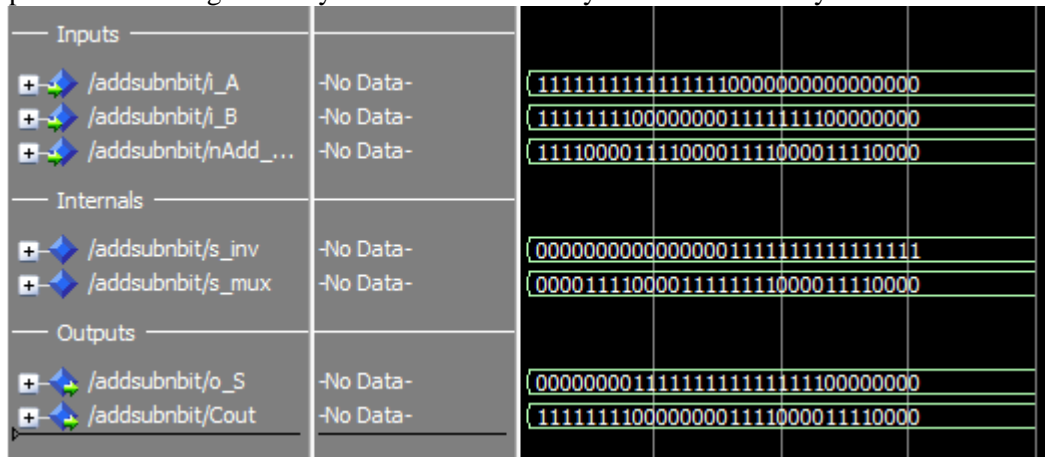 Inputs
/addsubnbit/i_A -No Data- 11111111111111110000000000000000
/addsubnbit/i_B -No Data- 11111111000000001111111100000000
/addsubnbit/nAdd_... -No Data- 11110000111100001111000011110000
Internals
/addsubnbit/s_inv -No Data- 00000000000000001111111111111111
/addsubnbit/s_mux -No Data- 00001111000011111111000011110000
Outputs
/addsubnbit/o_S -No Data- 00000000111111111111111100000000
/addsubnbit/Cout -No Data- 11111111000000001111000011110000